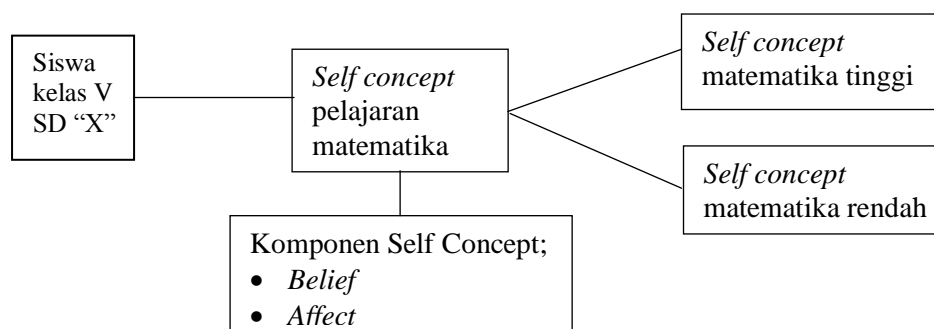 Siswa
kelas V
SD “X”
Self concept
pelajaran
matematika
Self concept
matematika tinggi
Self concept
matematika rendah
Komponen Self Concept;
• Belief
• Affect